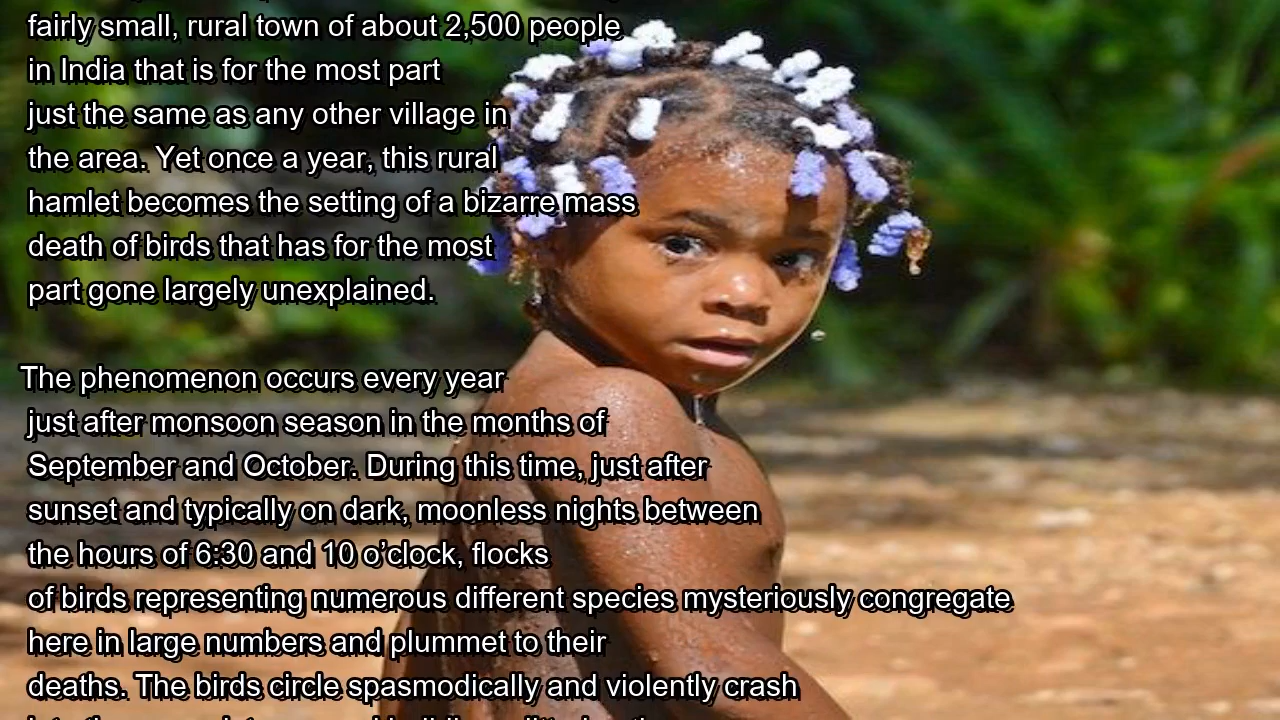 fairly small, rural town of about 2,500 people
in India that is for the most part
just the same as any other village in
the area. Yet once a year, this rural
hamlet becomes the setting of a bizarre mass
death of birds that has for the most
part gone largely unexplained.
The phenomenon occurs every year
just after monsoon season in the months of
September and October. During this time, just after
sunset and typically on dark, moonless nights between
the hours of 6:30 and 10 o’clock, flocks
of birds representing numerous different species mysteriously congregate
here in large numbers and plummet to their
deaths. The birds circle spasmodically and violently crash